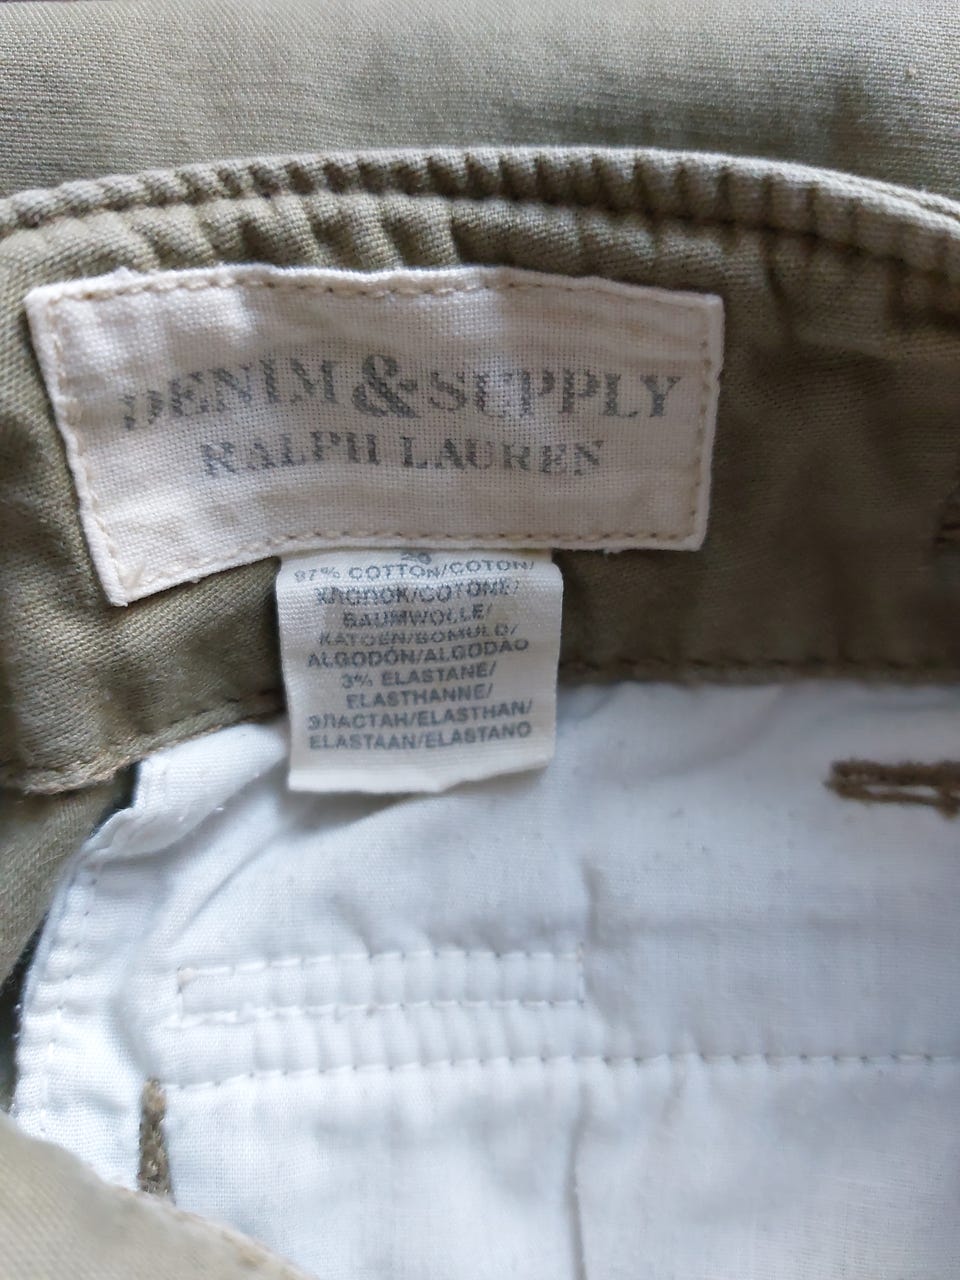 DENIM & SUPPLY
RALPH LAUREN
97% COTTON/COTON/
ХЛОПОК/COTONE/
BAUMWOLLE/
KATOEN/BOMULD/
ALGODÓN/ALGODÃO
3% ELASTANE/
ELASTHANNE/
ЭЛАСТАН/ELASTHAN/
ELASTAAN/ELASTANO